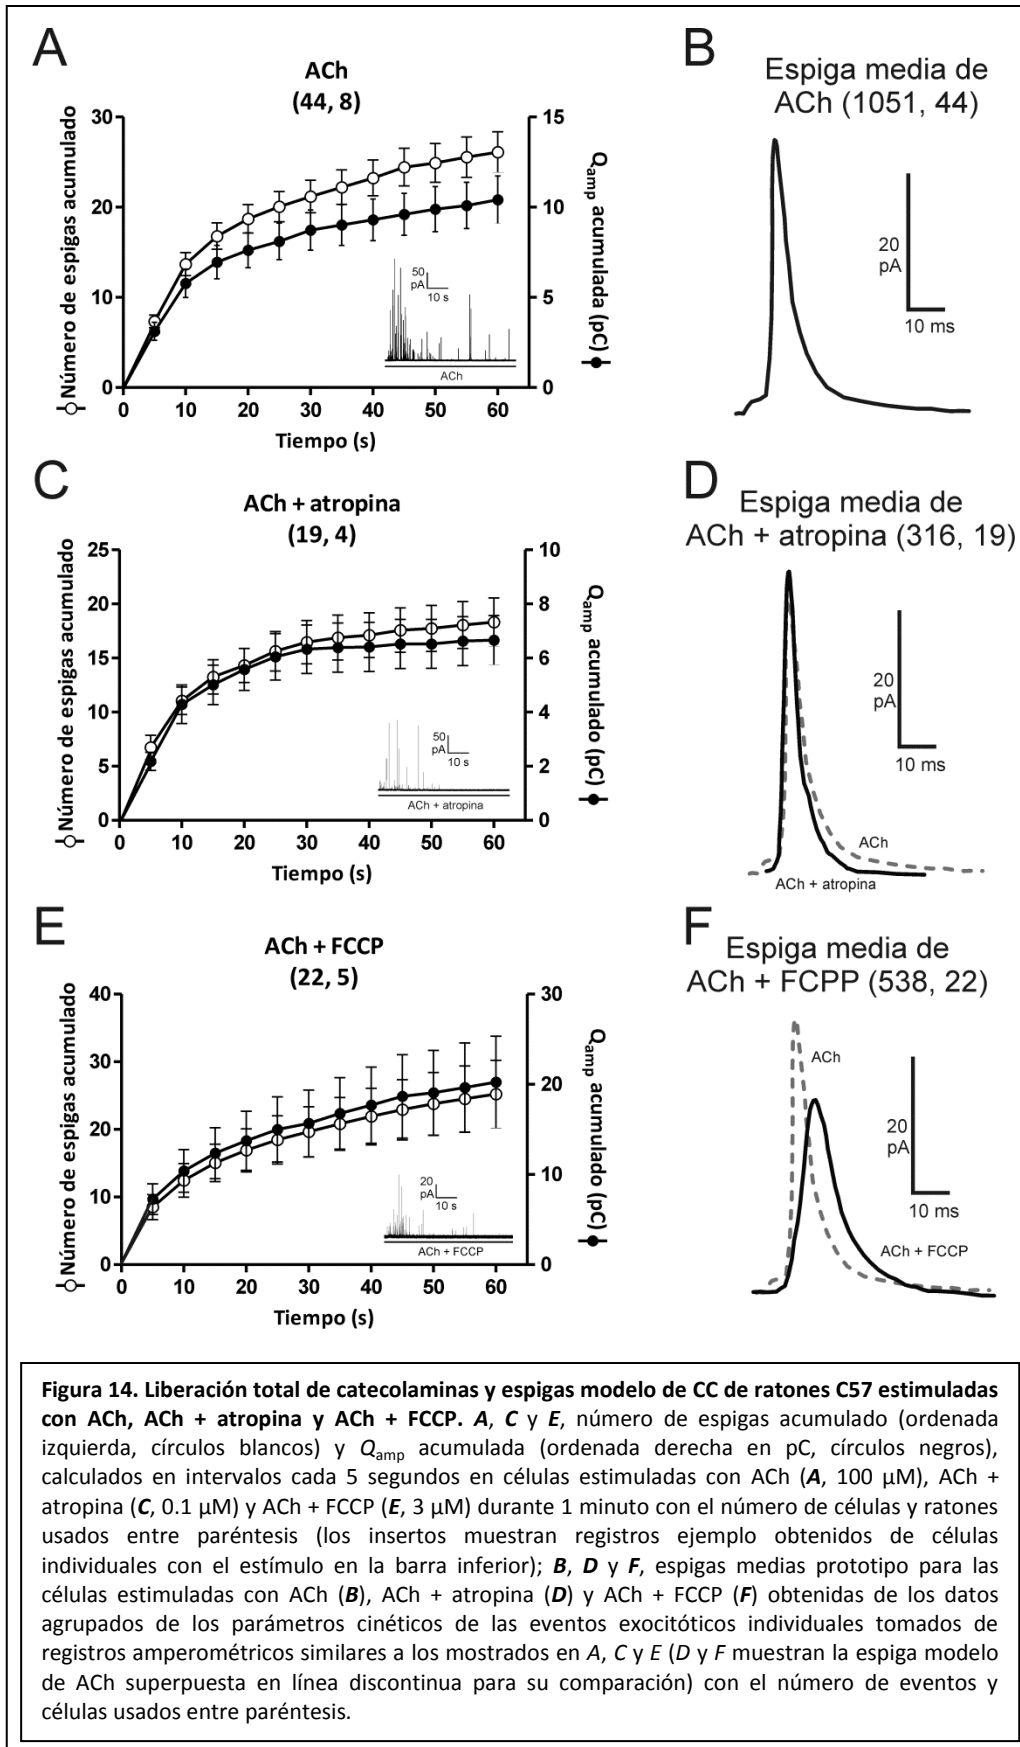 A
ACh
(44, 8)
Número de espigas acumulado
30
20
10
0
15
10
5
0
Q_amp acumulada (pC)
50
pA
10 s
ACh
0 10 20 30 40 50 60
Tiempo (s)
B
Espiga media de
ACh (1051, 44)
20
pA
10 ms
C
ACh + atropina
(19, 4)
Número de espigas acumulado
25
20
15
10
5
0
10
8
6
4
2
0
Q_amp acumulado (pC)
50
pA
10 s
ACh + atropina
0 10 20 30 40 50 60
Tiempo (s)
D
Espiga media de
ACh + atropina (316, 19)
20
pA
10 ms
ACh
ACh + atropina
E
ACh + FCCP
(22, 5)
Número de espigas acumulado
40
30
20
10
0
30
20
10
0
Q_amp acumulado (pC)
20
pA
10 s
ACh + FCCP
0 10 20 30 40 50 60
Tiempo (s)
F
Espiga media de
ACh + FCPP (538, 22)
ACh
20
pA
10 ms
ACh + FCCP
Figura 14. Liberación total de catecolaminas y espigas modelo de CC de ratones C57 estimuladas
con ACh, ACh + atropina y ACh + FCCP. A, C y E, número de espigas acumulado (ordenada
izquierda, círculos blancos) y Q_amp acumulada (ordenada derecha en pC, círculos negros),
calculados en intervalos cada 5 segundos en células estimuladas con ACh (A, 100 µM), ACh +
atropina (C, 0.1 µM) y ACh + FCCP (E, 3 µM) durante 1 minuto con el número de células y ratones
usados entre paréntesis (los insertos muestran registros ejemplo obtenidos de células
individuales con el estímulo en la barra inferior); B, D y F, espigas medias prototipo para las
células estimuladas con ACh (B), ACh + atropina (D) y ACh + FCCP (F) obtenidas de los datos
agrupados de los parámetros cinéticos de las eventos exocitóticos individuales tomados de
registros amperométricos similares a los mostrados en A, C y E (D y F muestran la espiga modelo
de ACh superpuesta en línea discontinua para su comparación) con el número de eventos y
células usados entre paréntesis.